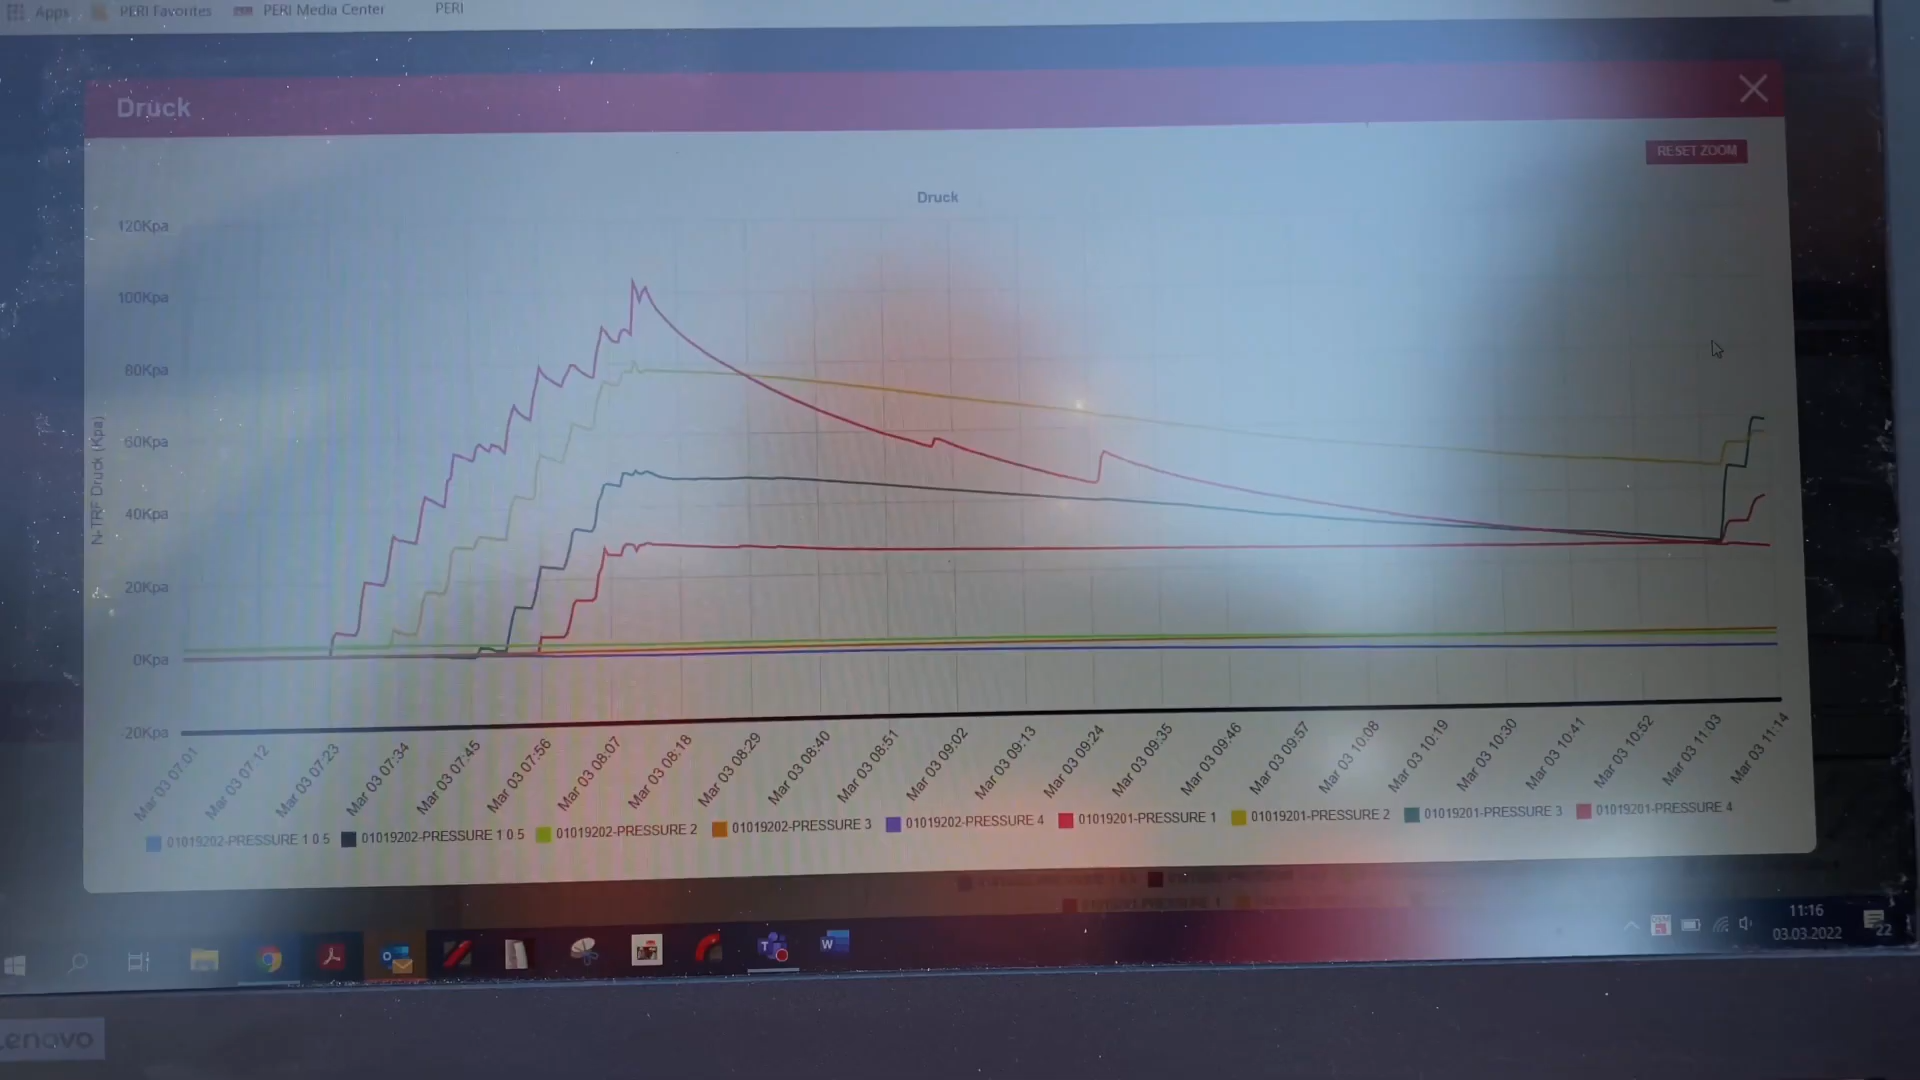 Apps PERI Favorites PERI Media Center PERI
Druck
RESET ZOOM
Druck
120Kpa
100Kpa
80Kpa
60Kpa
40Kpa
20Kpa
0Kpa
-20Kpa
N-TRF Druck (Kpa)
Mar 03 07:01
Mar 03 07:12
Mar 03 07:23
Mar 03 07:34
Mar 03 07:45
Mar 03 07:56
Mar 03 08:07
Mar 03 08:18
Mar 03 08:29
Mar 03 08:40
Mar 03 08:51
Mar 03 09:02
Mar 03 09:13
Mar 03 09:24
Mar 03 09:35
Mar 03 09:46
Mar 03 09:57
Mar 03 10:08
Mar 03 10:19
Mar 03 10:30
Mar 03 10:41
Mar 03 10:52
Mar 03 11:03
Mar 03 11:14
01019202-PRESSURE 1 0 5 01019202-PRESSURE 1 0 5 01019202-PRESSURE 2 01019202-PRESSURE 3 01019202-PRESSURE 4 01019201-PRESSURE 1 01019201-PRESSURE 2 01019201-PRESSURE 3 01019201-PRESSURE 4
11:16
03.03.2022
22
Lenovo